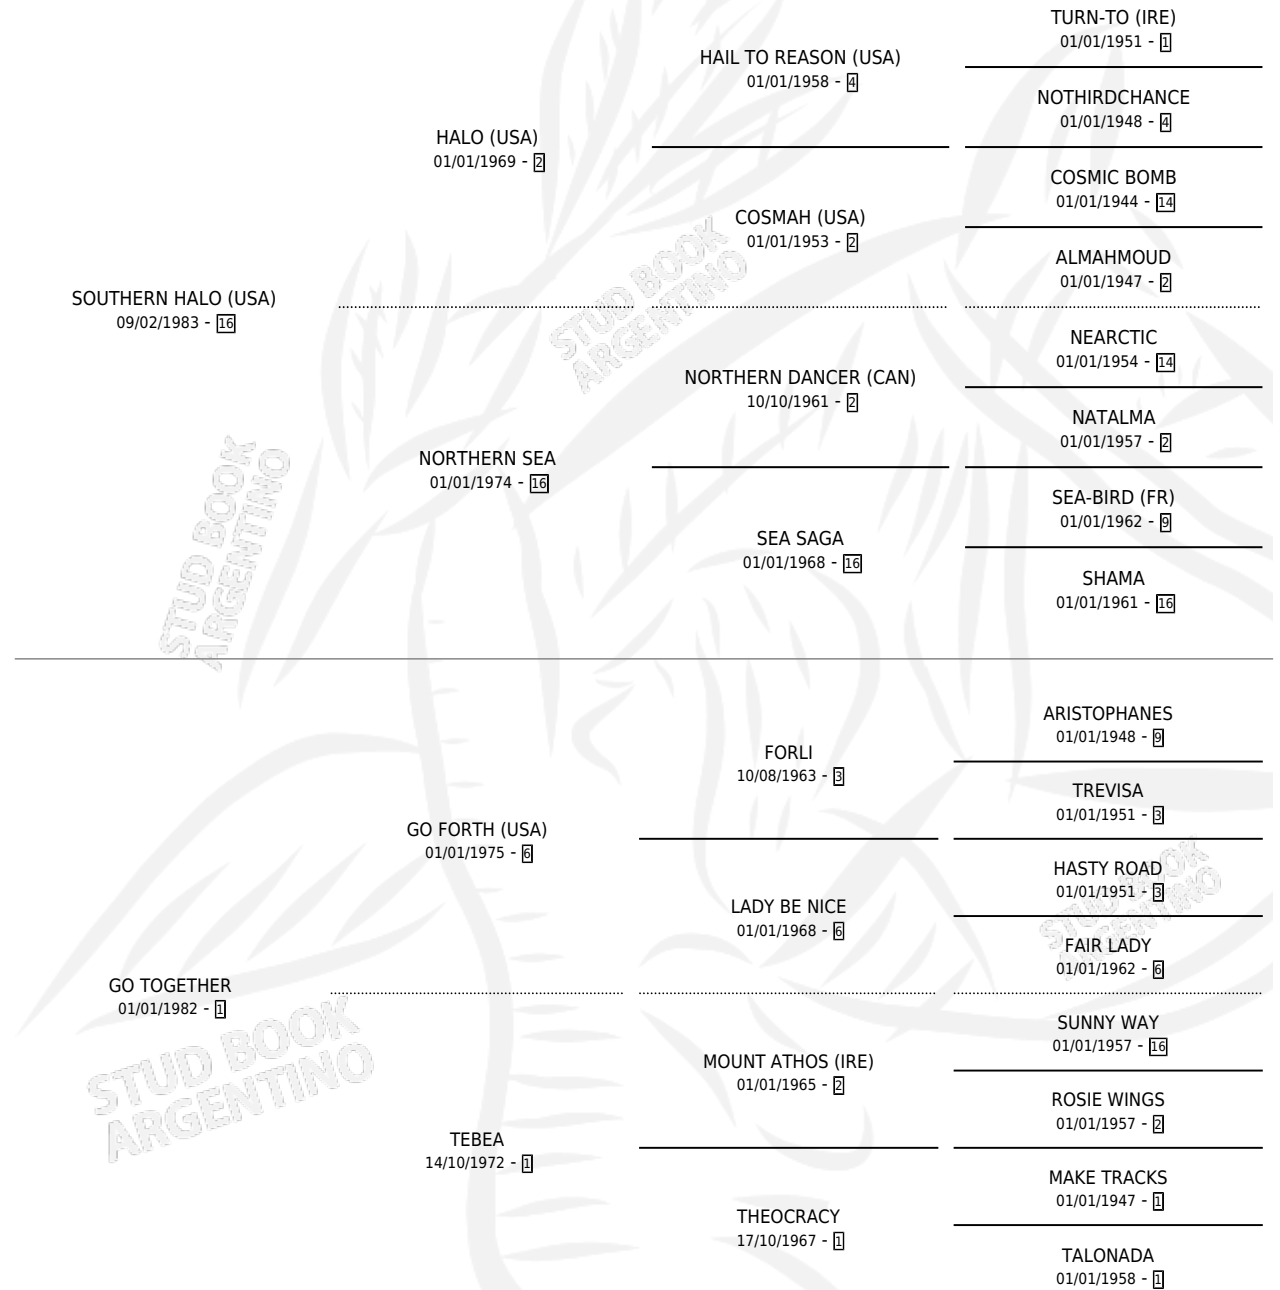 TURN-TO (IRE)
01/01/1951 - 1
HAIL TO REASON (USA)
01/01/1958 - 4
NOTHIRDCHANCE
01/01/1948 - 4
HALO (USA)
01/01/1969 - 2
COSMIC BOMB
01/01/1944 - 14
COSMAH (USA)
01/01/1953 - 2
ALMAHMOUD
01/01/1947 - 2
SOUTHERN HALO (USA)
09/02/1983 - 16
NEARCTIC
01/01/1954 - 14
NORTHERN DANCER (CAN)
10/10/1961 - 2
NATALMA
01/01/1957 - 2
NORTHERN SEA
01/01/1974 - 16
SEA-BIRD (FR)
01/01/1962 - 9
SEA SAGA
01/01/1968 - 16
SHAMA
01/01/1961 - 16
ARISTOPHANES
01/01/1948 - 9
FORLI
10/08/1963 - 3
TREVISA
01/01/1951 - 3
GO FORTH (USA)
01/01/1975 - 6
HASTY ROAD
01/01/1951 - 3
LADY BE NICE
01/01/1968 - 6
FAIR LADY
01/01/1962 - 6
GO TOGETHER
01/01/1982 - 1
SUNNY WAY
01/01/1957 - 16
MOUNT ATHOS (IRE)
01/01/1965 - 2
ROSIE WINGS
01/01/1957 - 2
TEBEA
14/10/1972 - 1
MAKE TRACKS
01/01/1947 - 1
THEOCRACY
17/10/1967 - 1
TALONADA
01/01/1958 - 1
STUD BOOK
ARGENTINO
STUD BOOK
ARGENTINO
STUD BOOK
ARGENTINO
STUD BOOK
ARGENTINO